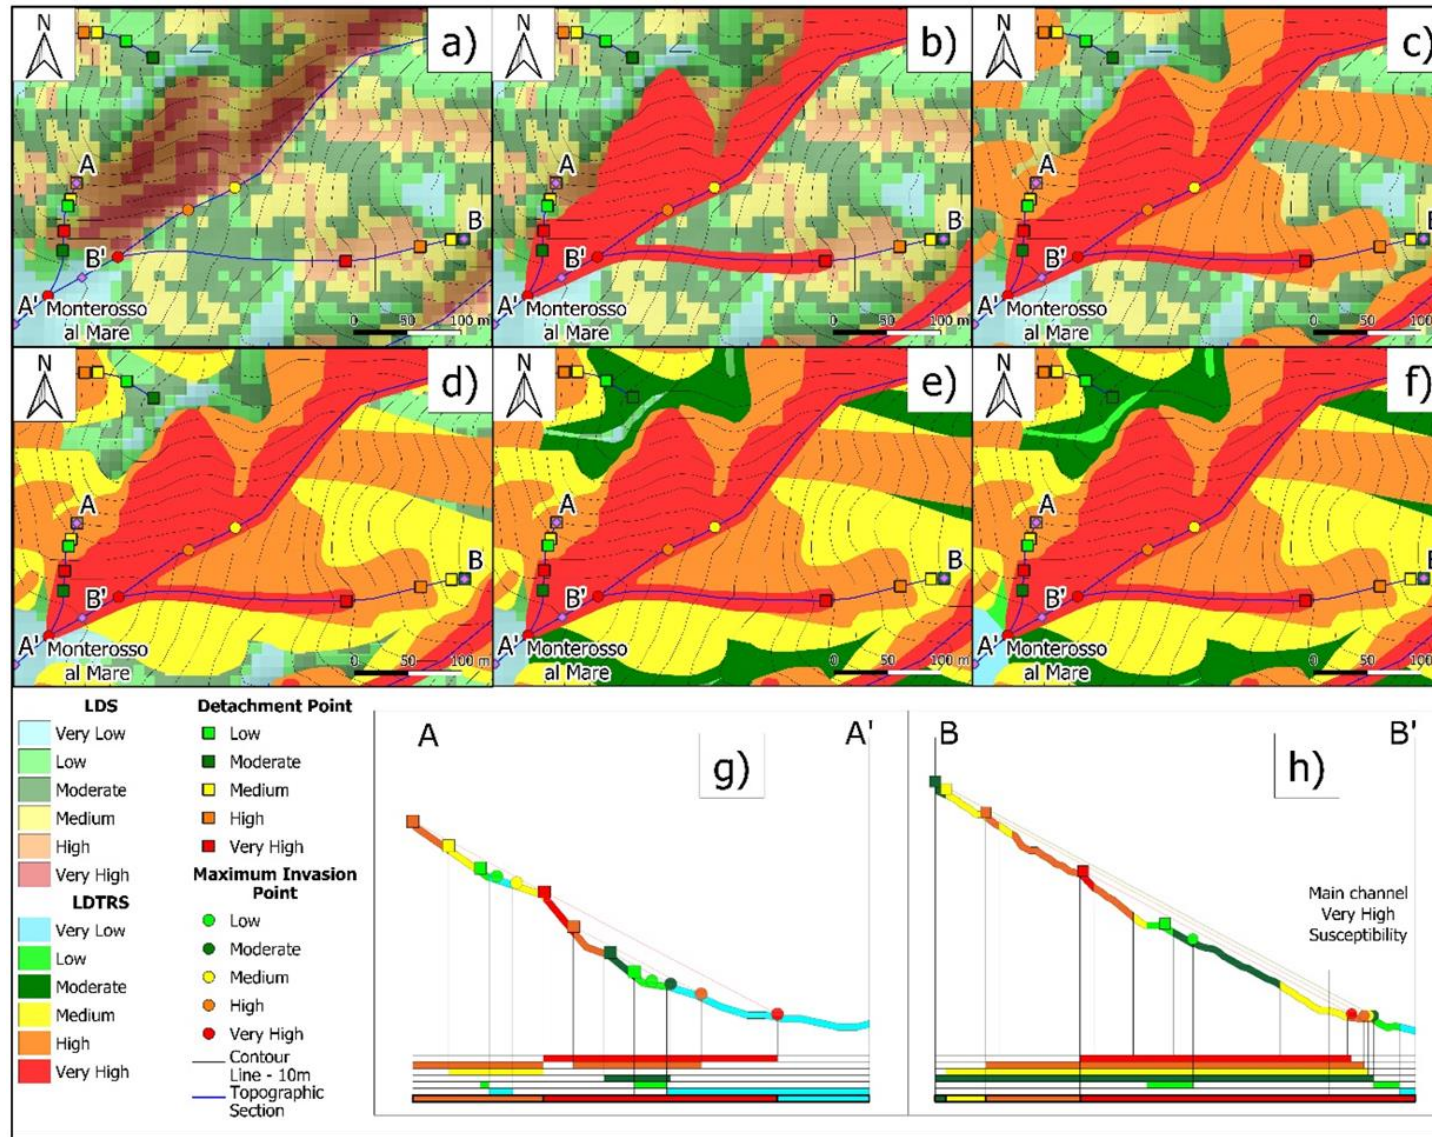 N
a)
A
B
B'
A'
Monterosso
al Mare
0 50 100 m
N
b)
A
B
B'
A'
Monterosso
al Mare
0 50 100 m
N
c)
A
B
B'
A'
Monterosso
al Mare
0 50 100
N
d)
A
B
B'
A'
Monterosso
al Mare
0 50 100 m
N
e)
A
B
B'
A'
Monterosso
al Mare
0 50 100 m
N
f)
A
B
B'
A'
Monterosso
al Mare
0 50 100
LDS
Very Low
Low
Moderate
Medium
High
Very High
LDTRS
Very Low
Low
Moderate
Medium
High
Very High
Detachment Point
Low
Moderate
Medium
High
Very High
Maximum Invasion
Point
Low
Moderate
Medium
High
Very High
Contour
Line - 10m
Topographic
Section
A
g)
A'
B
h)
B'
Main channel
Very High
Susceptibility